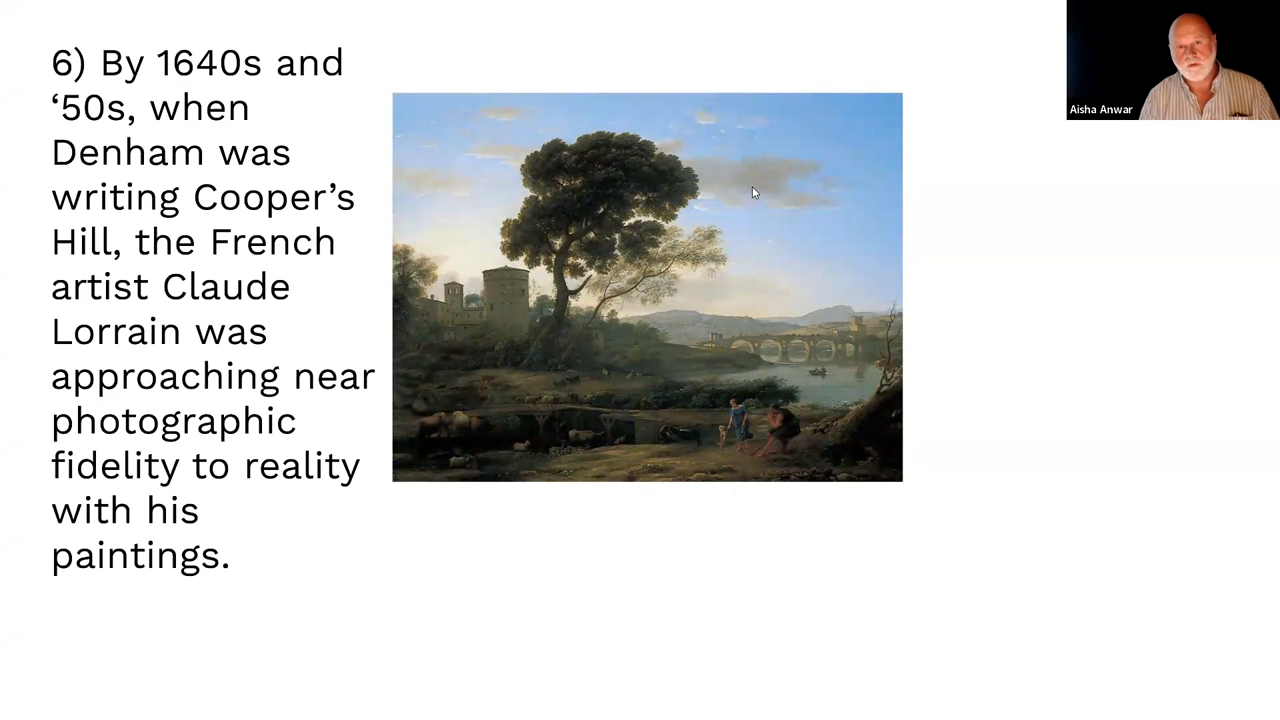 6) By 1640s and
‘50s, when
Denham was
writing Cooper’s
Hill, the French
artist Claude
Lorrain was
approaching near
photographic
fidelity to reality
with his
paintings.
Aisha Anwar